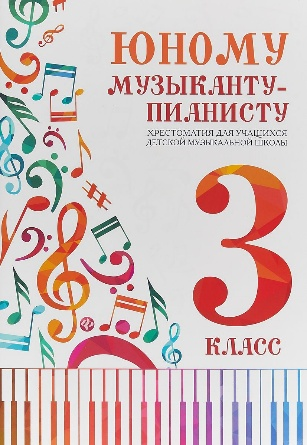 ЮНОМУ
МУЗЫКАНТУ-
ПИАНИСТУ
ХРЕСТОМАТИЯ ДЛЯ УЧАЩИХСЯ
ДЕТСКОЙ МУЗЫКАЛЬНОЙ ШКОЛЫ
3
КЛАСС